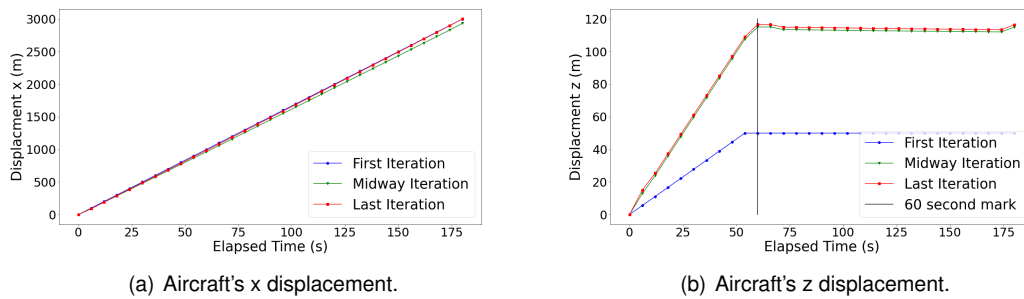 3000
2500
2000
1500
1000
500
0
Displacment x (m)
0 25 50 75 100 125 150 175
Elapsed Time (s)
First Iteration
Midway Iteration
Last Iteration
(a) Aircraft's x displacement.
120
100
80
60
40
20
0
Displacment z (m)
0 25 50 75 100 125 150 175
Elapsed Time (s)
First Iteration
Midway Iteration
Last Iteration
60 second mark
(b) Aircraft's z displacement.